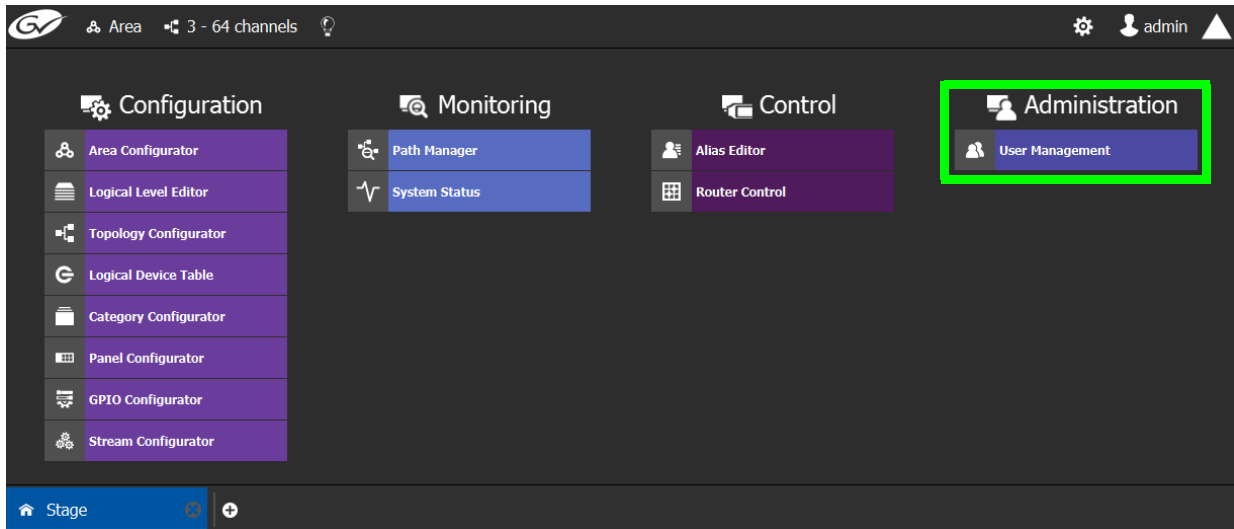 GV Area 3 - 64 channels admin
Configuration
Area Configurator
Logical Level Editor
Topology Configurator
Logical Device Table
Category Configurator
Panel Configurator
GPIO Configurator
Stream Configurator
Monitoring
Path Manager
System Status
Control
Alias Editor
Router Control
Administration
User Management
Stage